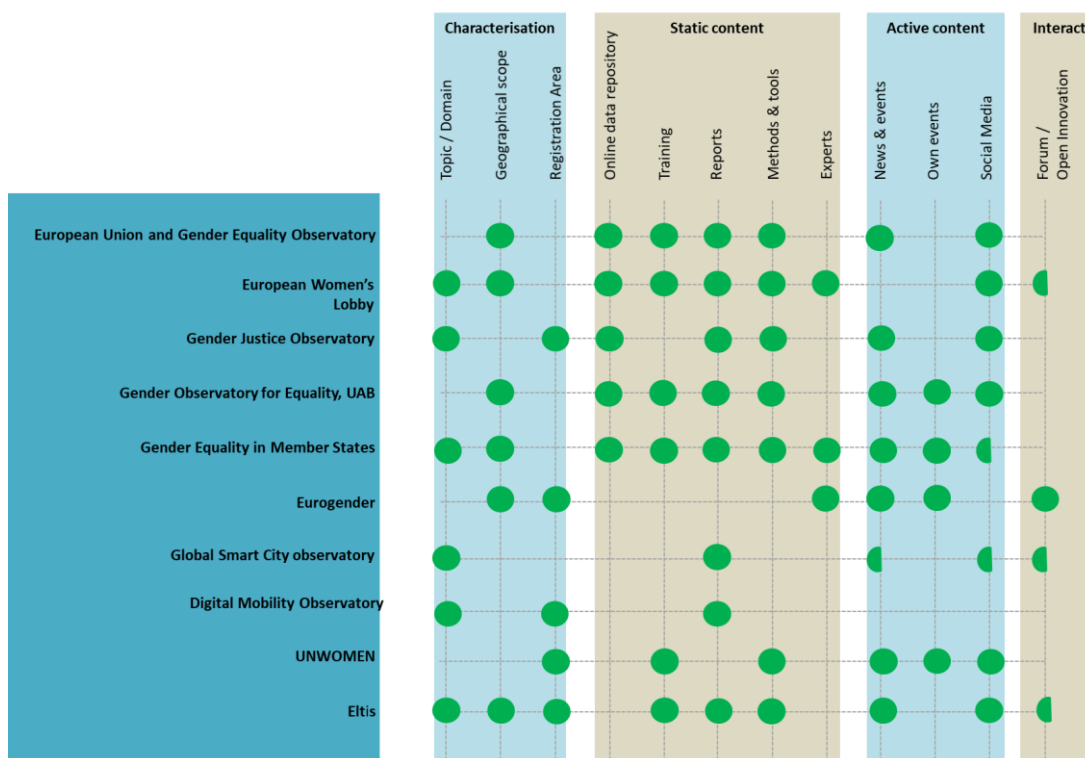 Characterisation
Static content
Active content
Interact
Topic / Domain
Geographical scope
Registration Area
Online data repository
Training
Reports
Methods & tools
Experts
News & events
Own events
Social Media
Forum /
Open Innovation
European Union and Gender Equality Observatory
European Women's
Lobby
Gender Justice Observatory
Gender Observatory for Equality, UAB
Gender Equality in Member States
Eurogender
Global Smart City observatory
Digital Mobility Observatory
UNWOMEN
Eltis